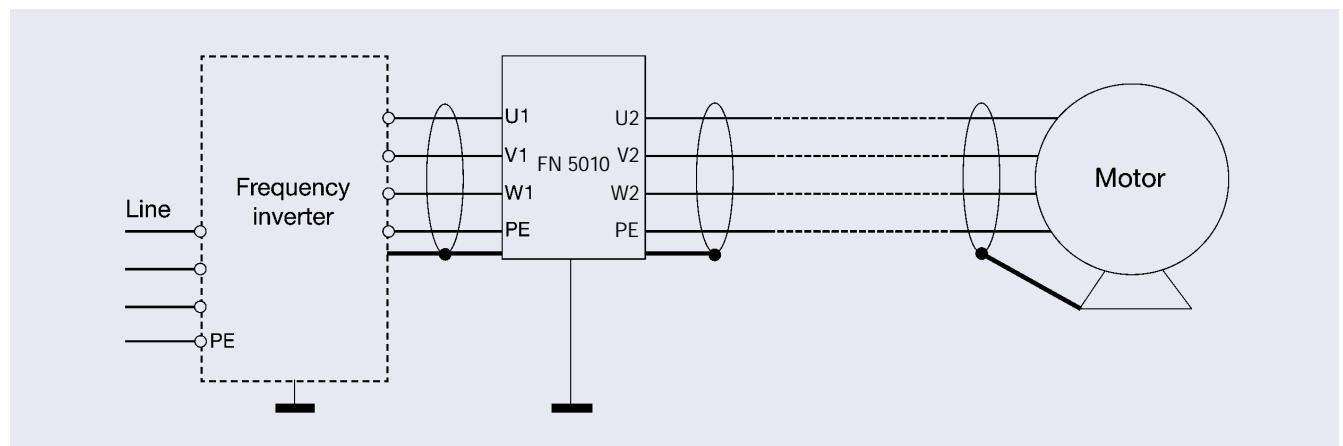 Line
PE
Frequency
inverter
U1
V1
W1
PE
FN 5010
U2
V2
W2
PE
Motor